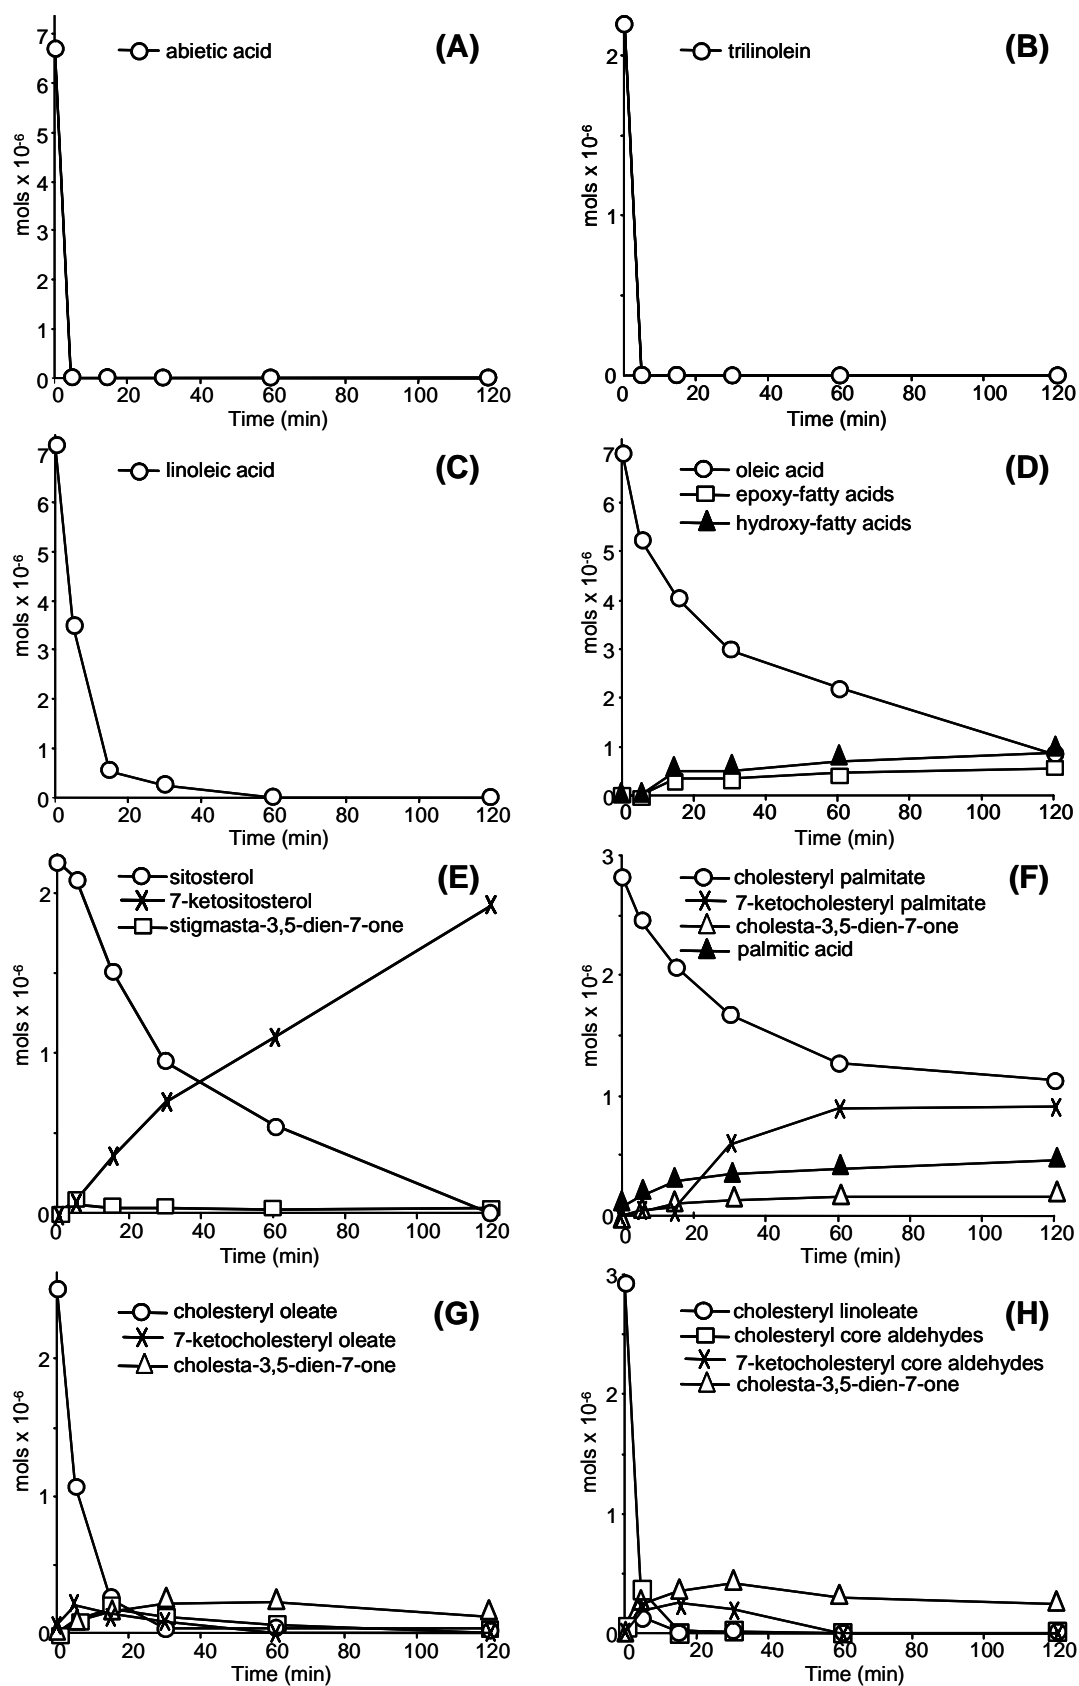 abietic acid
(A)
7
6
5
4
3
2
1
0
mols x 10-6
0 20 40 60 80 100 120
Time (min)
trilinolein
(B)
2
1
0
mols x 10-6
0 20 40 60 80 100 120
Time (min)
linoleic acid
(C)
7
6
5
4
3
2
1
0
mols x 10-6
0 20 40 60 80 100 120
Time (min)
oleic acid
epoxy-fatty acids
hydroxy-fatty acids
(D)
7
6
5
4
3
2
1
0
mols x 10-6
0 20 40 60 80 100 120
Time (min)
sitosterol
7-ketositosterol
stigmasta-3,5-dien-7-one
(E)
2
1
0
mols x 10-6
0 20 40 60 80 100 120
Time (min)
cholesteryl palmitate
7-ketocholesteryl palmitate
cholesta-3,5-dien-7-one
palmitic acid
(F)
3
2
1
0
mols x 10-6
0 20 40 60 80 100 120
Time (min)
cholesteryl oleate
7-ketocholesteryl oleate
cholesta-3,5-dien-7-one
(G)
2
1
0
mols x 10-6
0 20 40 60 80 100 120
Time (min)
cholesteryl linoleate
cholesteryl core aldehydes
7-ketocholesteryl core aldehydes
cholesta-3,5-dien-7-one
(H)
3
2
1
0
mols x 10-6
0 20 40 60 80 100 120
Time (min)